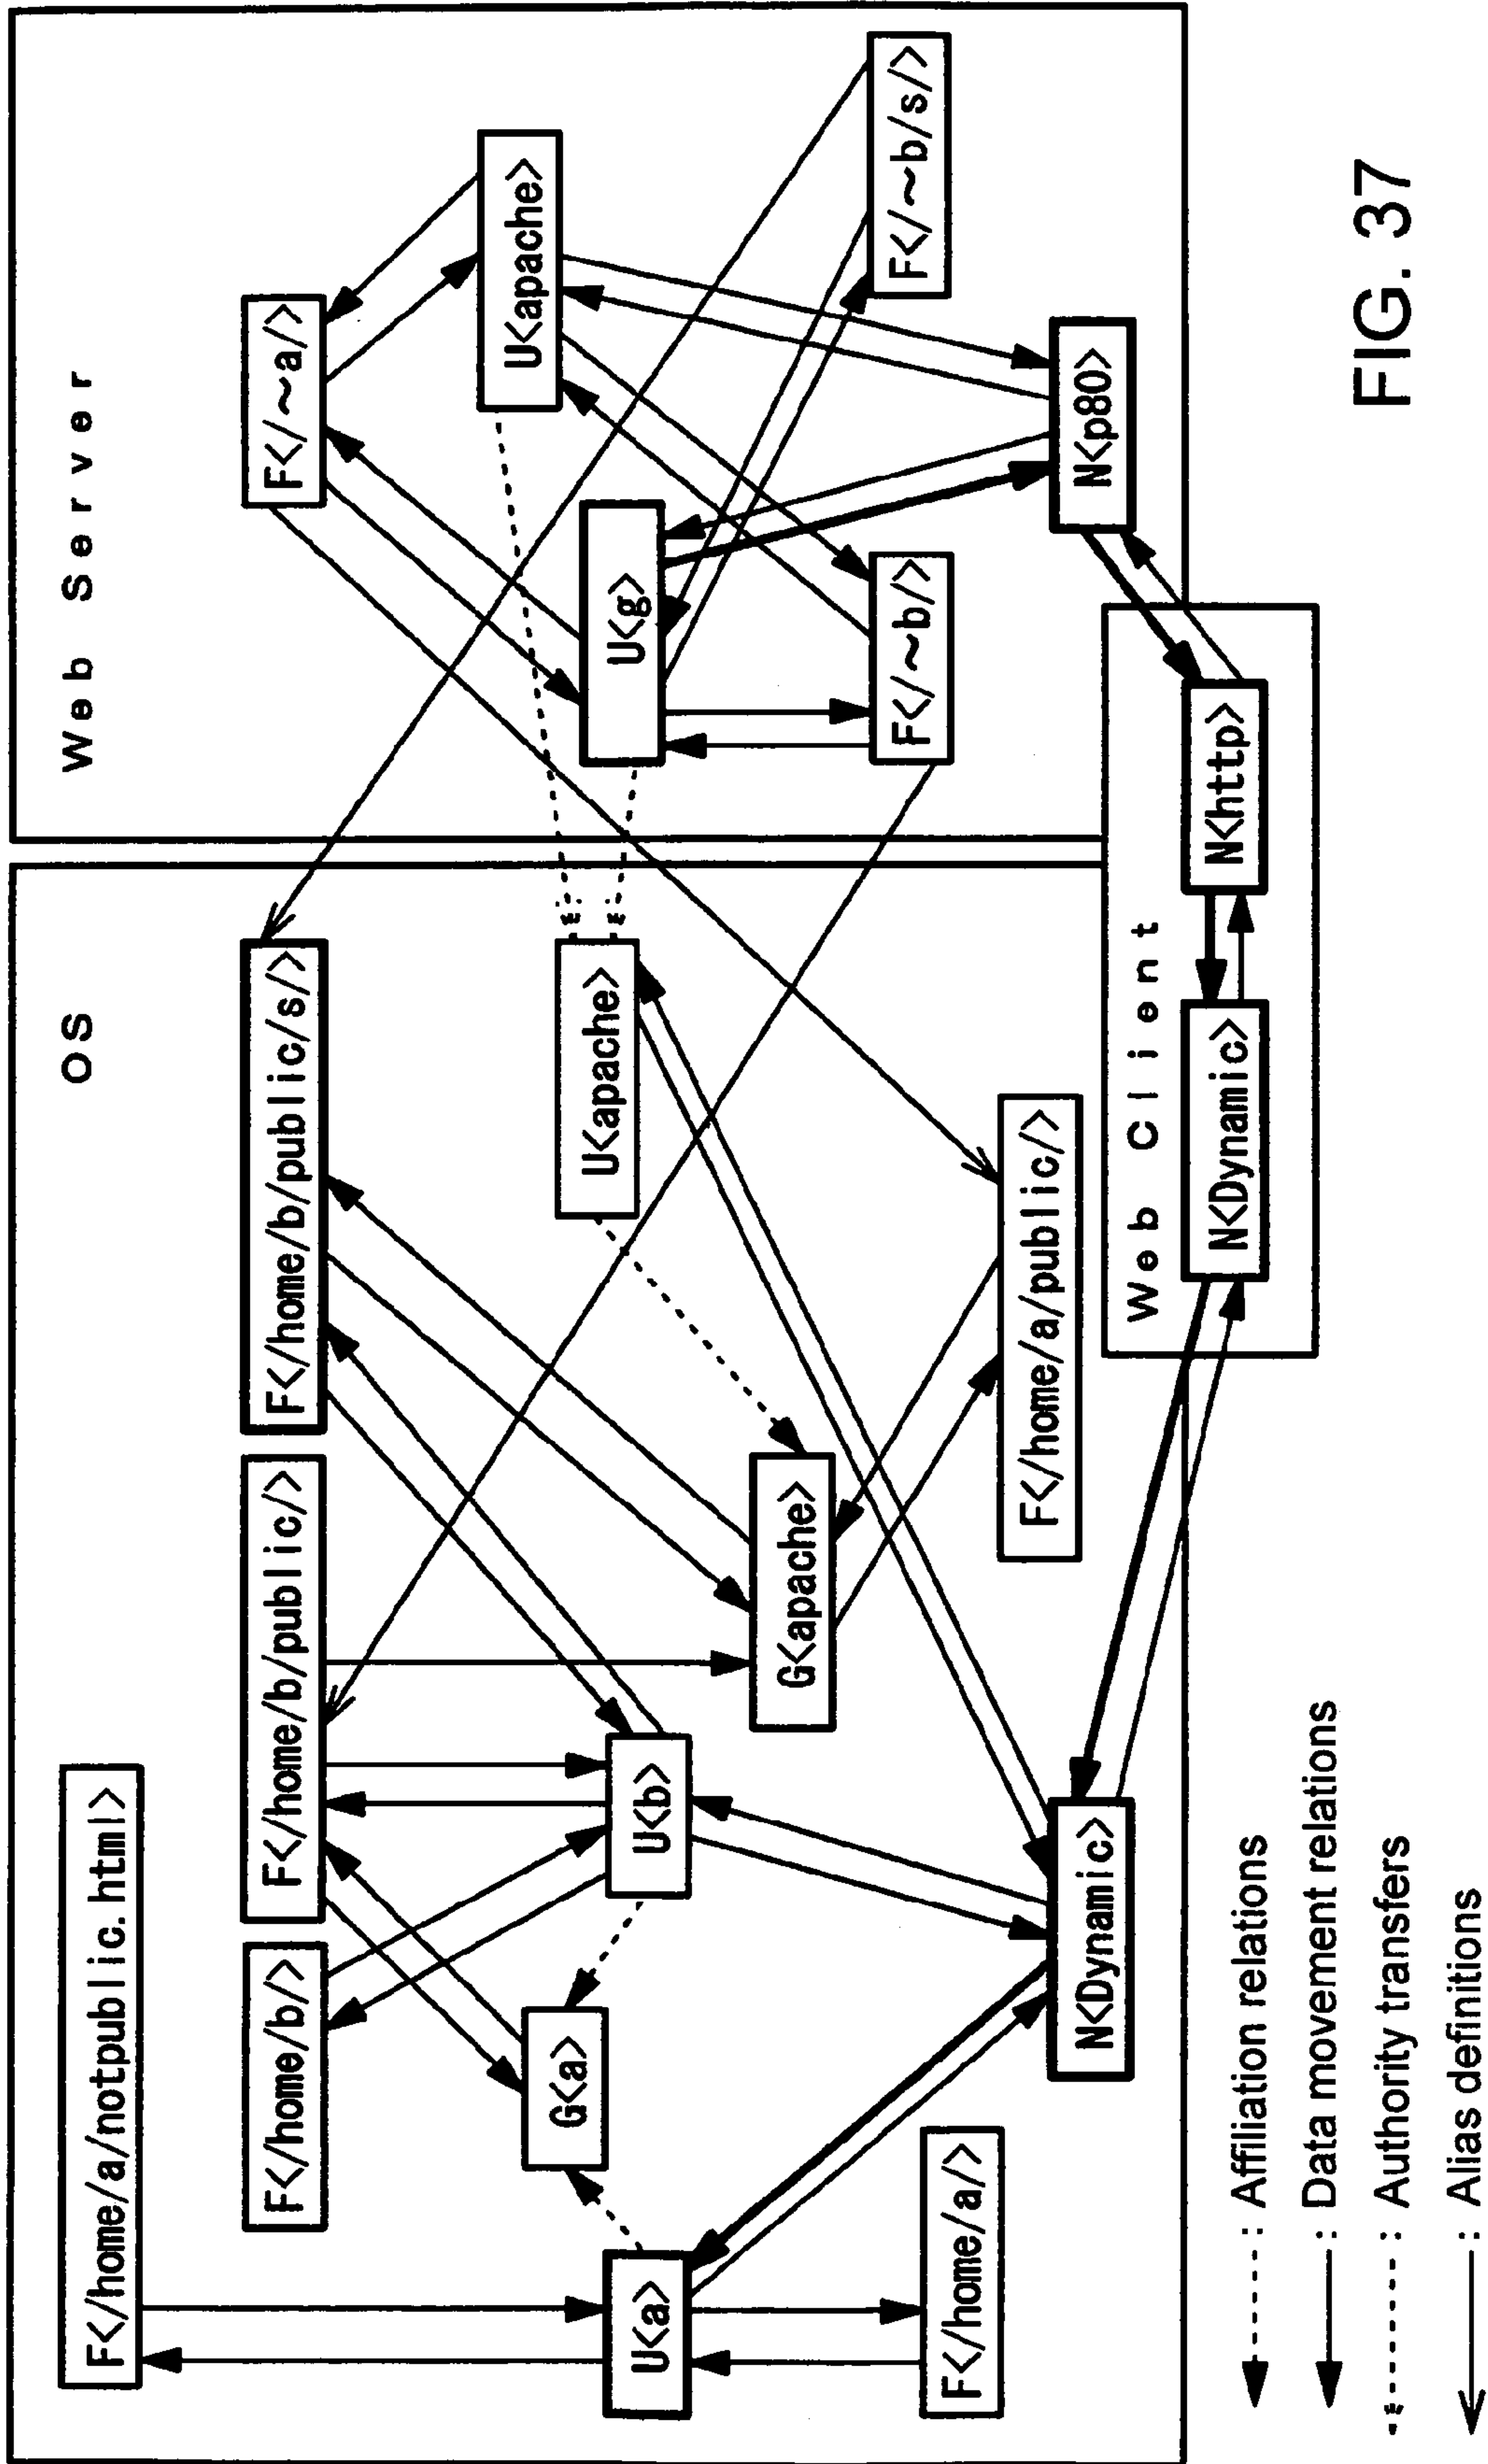 OS
Web Server
F</home/a/notpublic.html>
F</home/b/>
F</home/b/public/>
F</home/b/public/s/>
F</~a/>
U<apache>
G<a>
U<apache>
U<g>
U<a>
U<b>
G<apache>
F</~b/>
F</~b/s/>
F</home/a/>
F</home/a/public/>
N<Dynamic>
N<p80>
Web Client
N<Dynamic>
N<http>
: Affiliation relations
: Data movement relations
: Authority transfers
: Alias definitions
FIG. 37